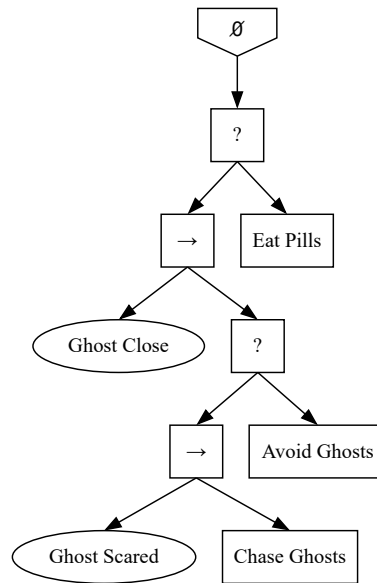 Ø
?
→ Eat Pills
Ghost Close ?
→ Avoid Ghosts
Ghost Scared Chase Ghosts